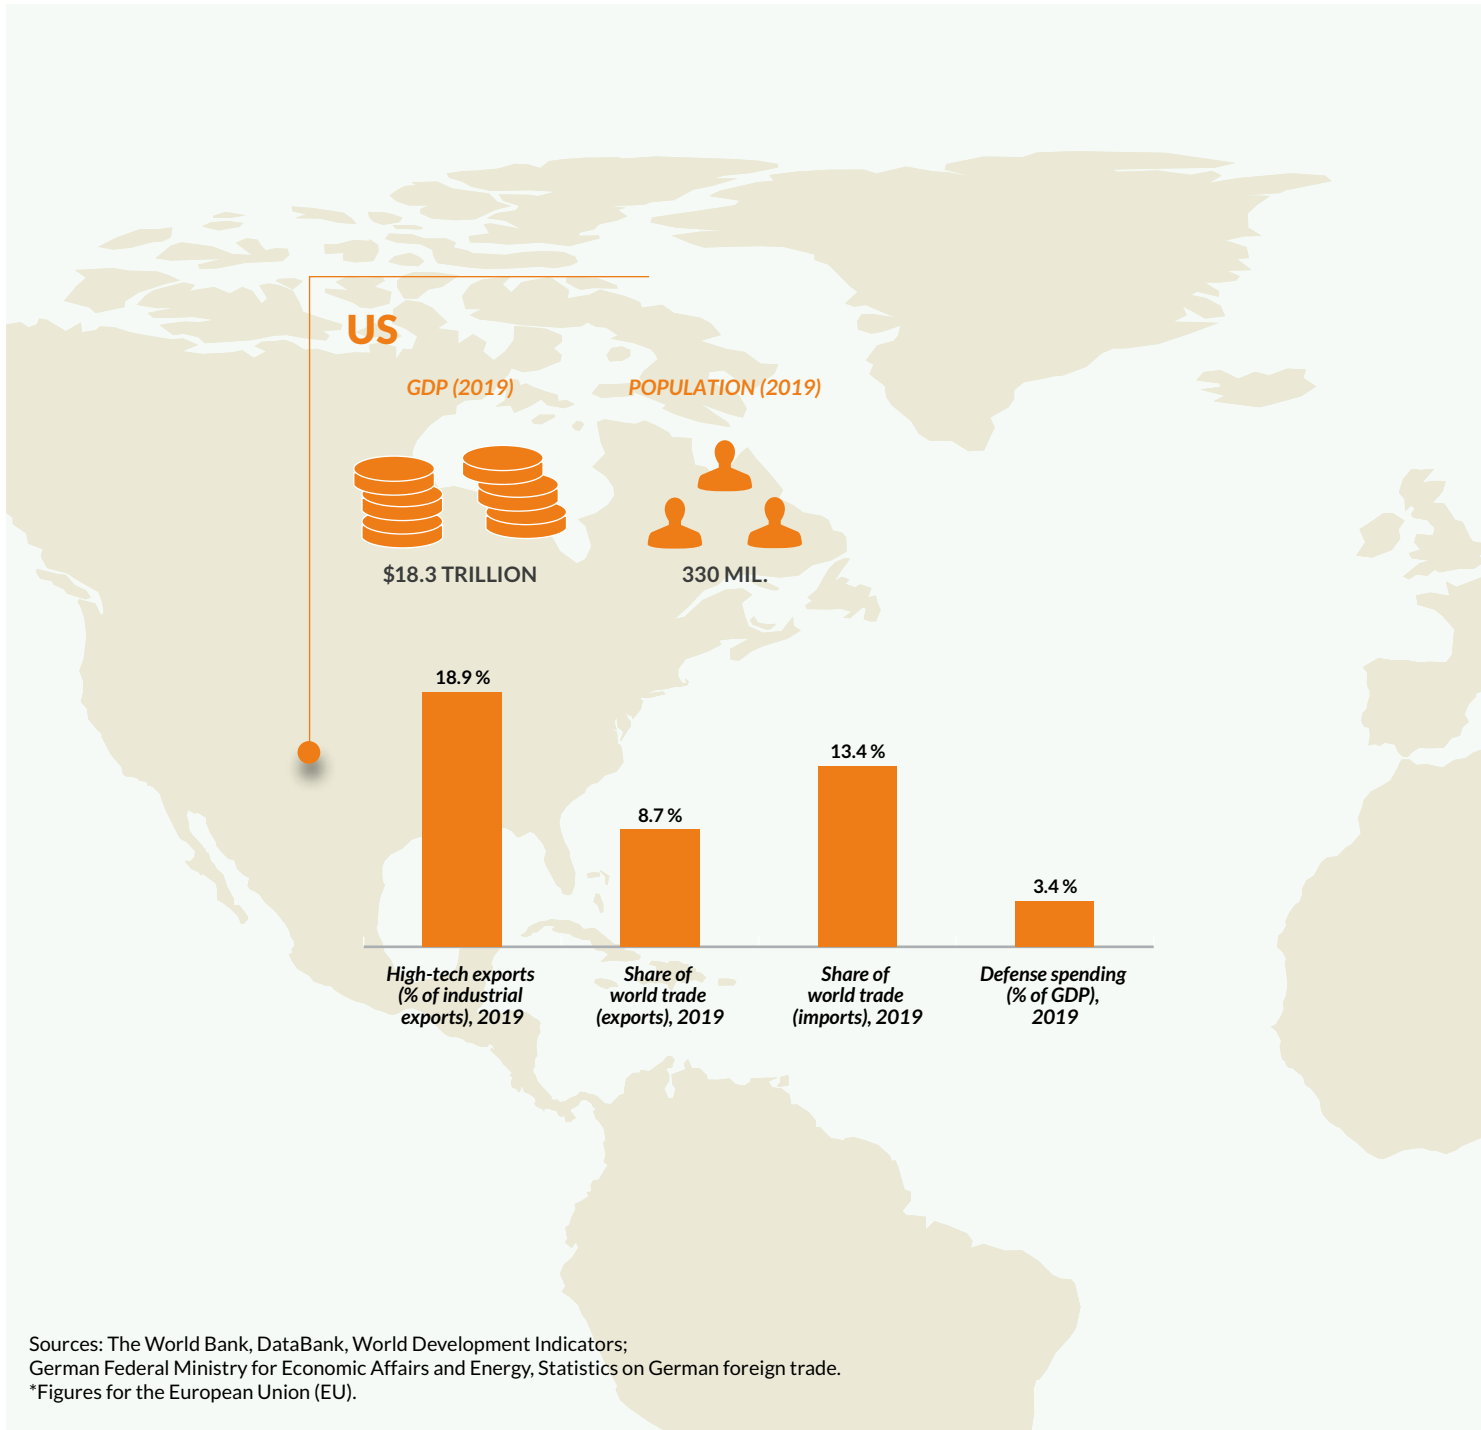 US
GDP (2019)
POPULATION (2019)
$18.3 TRILLION
330 MIL.
18.9 %
8.7 %
13.4 %
3.4 %
High-tech exports
(% of industrial
exports), 2019
Share of
world trade
(exports), 2019
Share of
world trade
(imports), 2019
Defense spending
(% of GDP),
2019
Sources: The World Bank, DataBank, World Development Indicators;
German Federal Ministry for Economic Affairs and Energy, Statistics on German foreign trade.
*Figures for the European Union (EU).